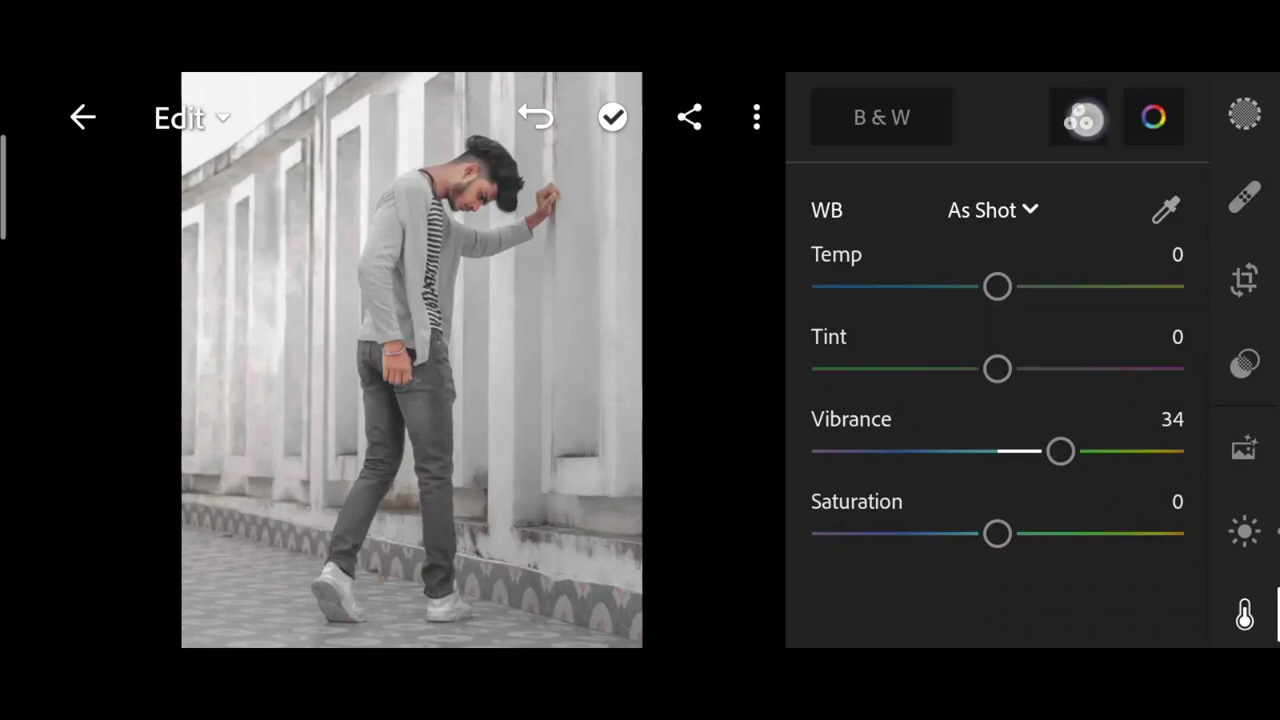 Edit
B & W
WB
As Shot
Temp
0
Tint
0
Vibrance
34
Saturation
0